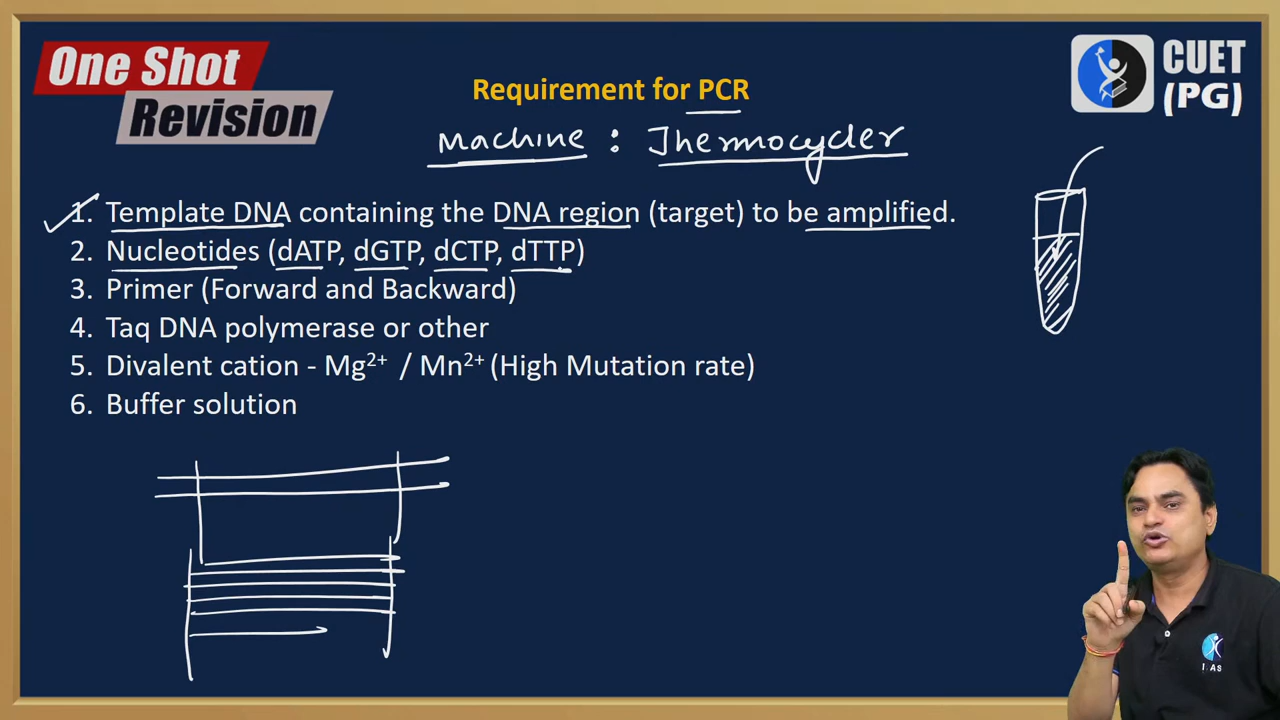 One Shot
Revision
CUET
(PG)
Requirement for PCR
Machine : Thermocycler
1. Template DNA containing the DNA region (target) to be amplified.
2. Nucleotides (dATP, dGTP, dCTP, dTTP)
3. Primer (Forward and Backward)
4. Taq DNA polymerase or other
5. Divalent cation - Mg²⁺ / Mn²⁺ (High Mutation rate)
6. Buffer solution